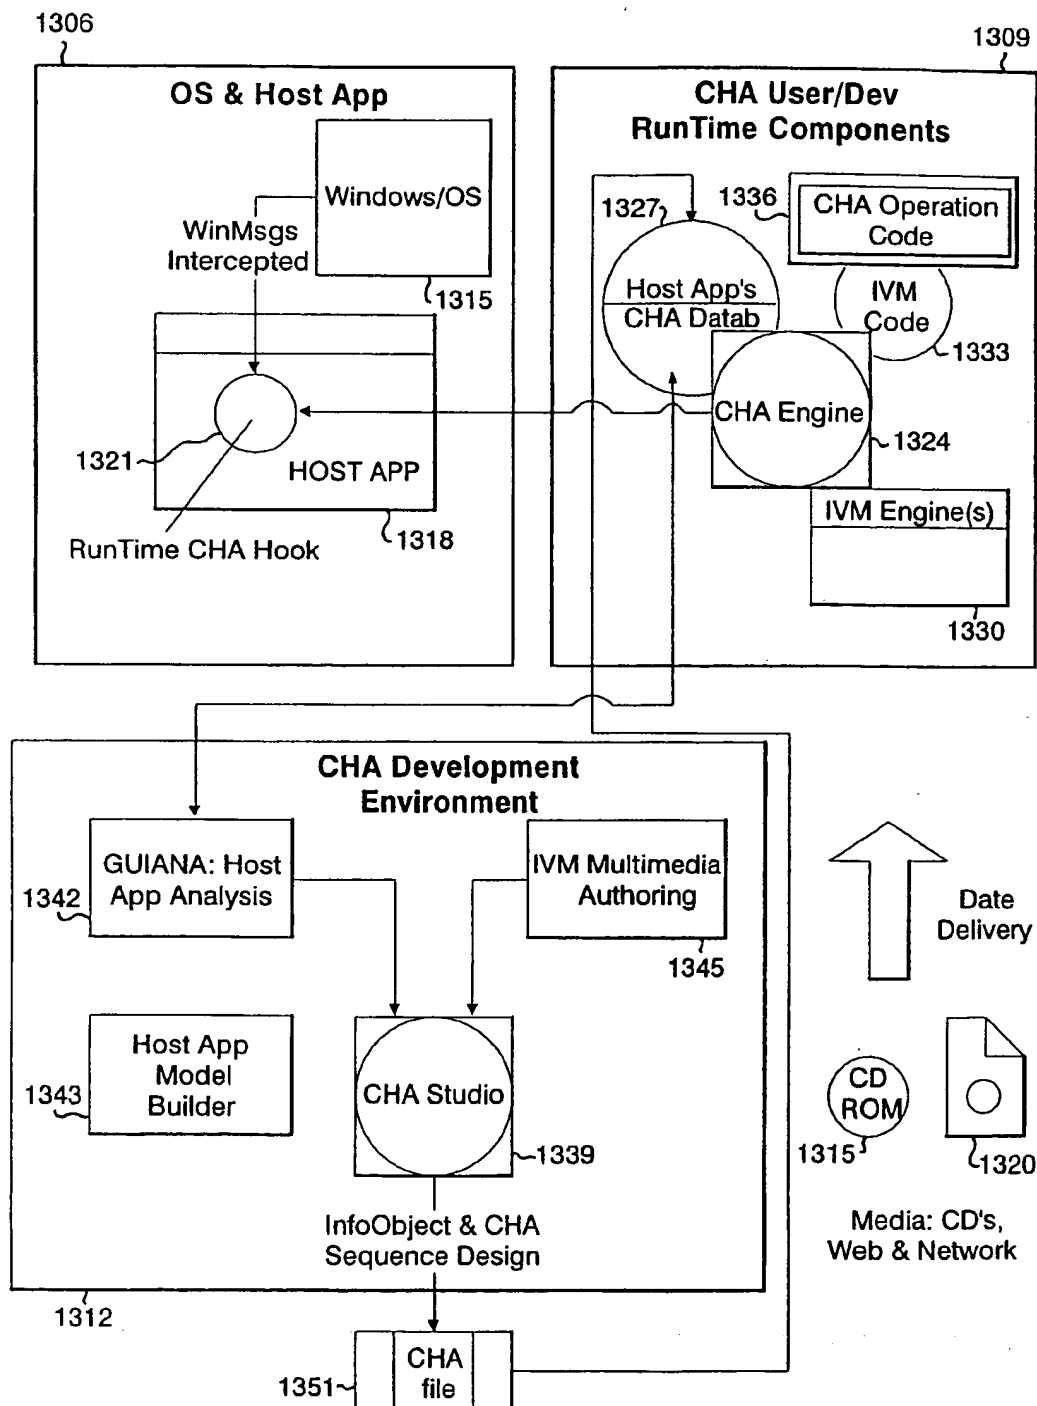 1306
1309
OS & Host App
Windows/OS
WinMsgs
Intercepted
1315
1321
HOST APP
1318
RunTime CHA Hook
CHA User/Dev
RunTime Components
1327
1336
CHA Operation
Code
Host App's
CHA Datab
IVM
Code
1333
CHA Engine
1324
IVM Engine(s)
1330
CHA Development
Environment
GUIANA: Host
App Analysis
1342
IVM Multimedia
Authoring
1345
Host App
Model
Builder
1343
CHA Studio
1339
InfoObject & CHA
Sequence Design
1312
CHA
file
1351
Date
Delivery
CD
ROM
1315
1320
Media: CD's,
Web & Network